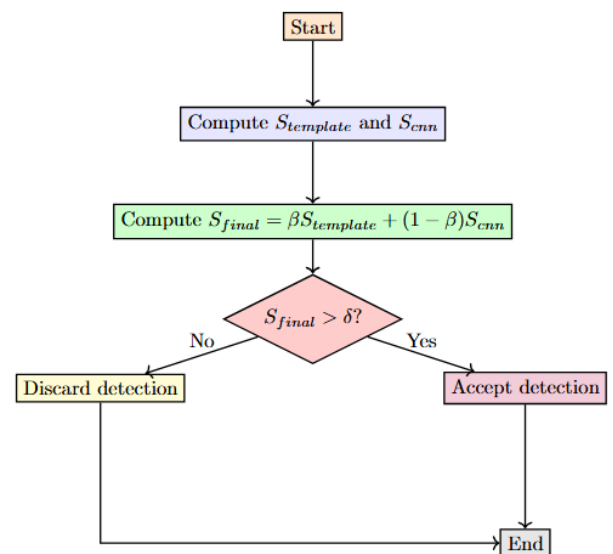 Start
Compute S_template and S_cnn
Compute S_final = βS_template + (1 − β)S_cnn
S_final > δ?
No
Yes
Discard detection
Accept detection
End